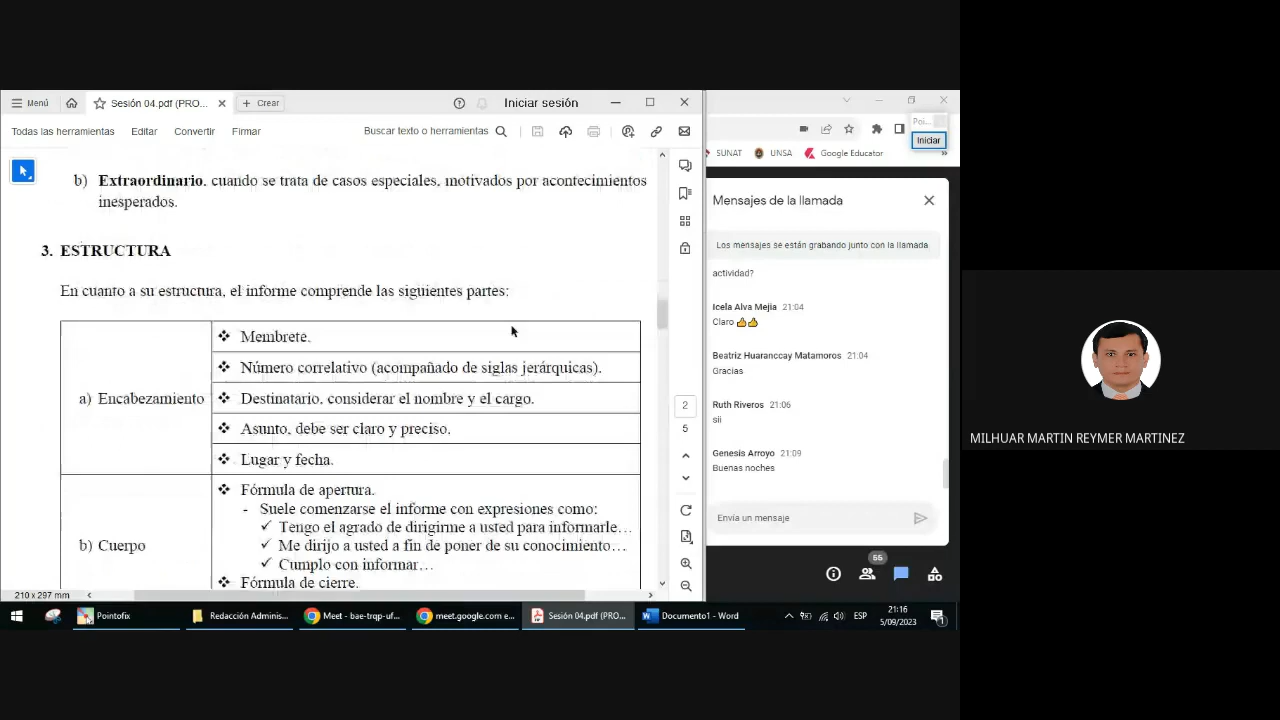 Menú
Sesión 04.pdf (PRO...
Crear
Iniciar sesión
Todas las herramientas
Editar
Convertir
Firmar
Buscar texto o herramientas
b) Extraordinario, cuando se trata de casos especiales, motivados por acontecimientos
inesperados.
3. ESTRUCTURA
En cuanto a su estructura, el informe comprende las siguientes partes:
a) Encabezamiento
❖ Membrete.
❖ Número correlativo (acompañado de siglas jerárquicas).
❖ Destinatario, considerar el nombre y el cargo.
❖ Asunto, debe ser claro y preciso.
❖ Lugar y fecha.
b) Cuerpo
❖ Fórmula de apertura.
- Suele comenzarse el informe con expresiones como:
✓ Tengo el agrado de dirigirme a usted para informarle…
✓ Me dirijo a usted a fin de poner de su conocimiento…
✓ Cumplo con informar…
❖ Fórmula de cierre.
2
5
210 x 297 mm
Poi...
Iniciar
SUNAT
UNSA
Google Educator
»
Mensajes de la llamada
Los mensajes se están grabando junto con la llamada
actividad?
Icela Alva Mejia 21:04
Claro 👍👍
Beatriz Huaranccay Matamoros 21:04
Gracias
Ruth Riveros 21:06
sii
Genesis Arroyo 21:09
Buenas noches
Envía un mensaje
55
Pointofix
Redacción Adminis...
Meet - bae-trqp-uf...
meet.google.com e...
Sesión 04.pdf (PRO...
Documento1 - Word
ESP
21:16
5/09/2023
1
MILHUAR MARTIN REYMER MARTINEZ